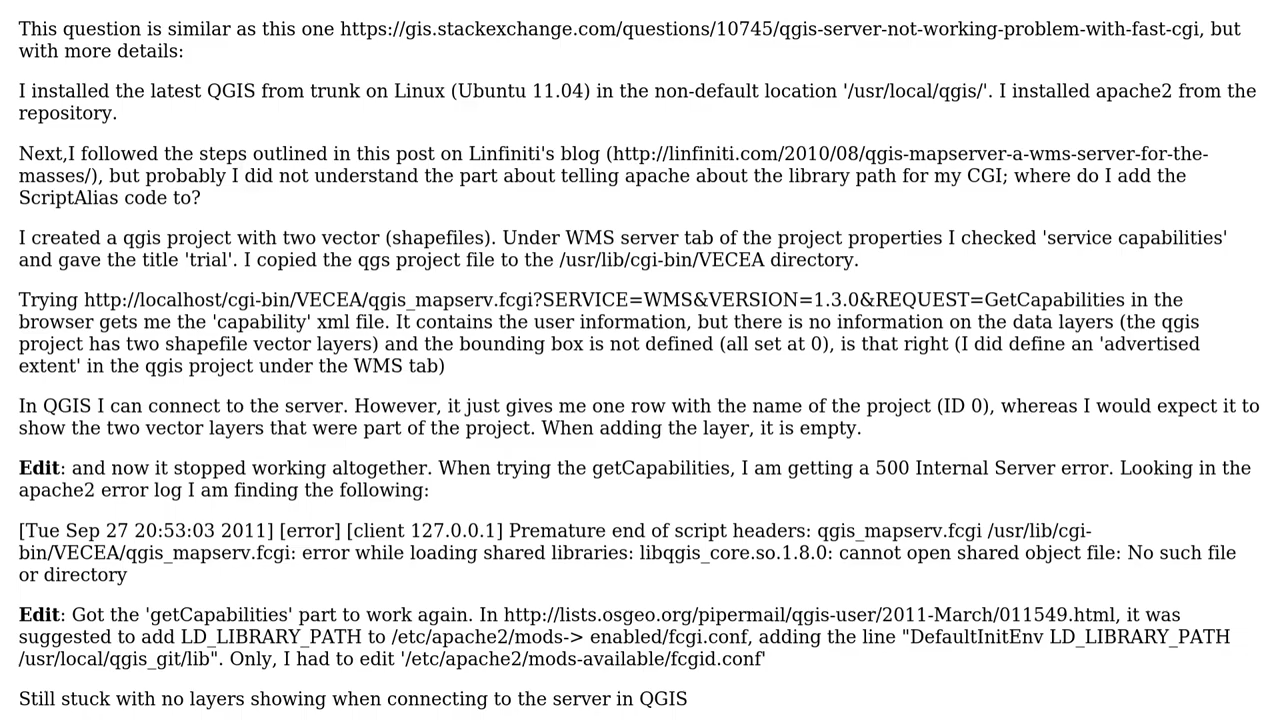 This question is similar as this one https://gis.stackexchange.com/questions/10745/qgis-server-not-working-problem-with-fast-cgi, but
with more details:
I installed the latest QGIS from trunk on Linux (Ubuntu 11.04) in the non-default location '/usr/local/qgis/'. I installed apache2 from the
repository.
Next,I followed the steps outlined in this post on Linfiniti's blog (http://linfiniti.com/2010/08/qgis-mapserver-a-wms-server-for-the-
masses/), but probably I did not understand the part about telling apache about the library path for my CGI; where do I add the
ScriptAlias code to?
I created a qgis project with two vector (shapefiles). Under WMS server tab of the project properties I checked 'service capabilities'
and gave the title 'trial'. I copied the qgs project file to the /usr/lib/cgi-bin/VECEA directory.
Trying http://localhost/cgi-bin/VECEA/qgis_mapserv.fcgi?SERVICE=WMS&VERSION=1.3.0&REQUEST=GetCapabilities in the
browser gets me the 'capability' xml file. It contains the user information, but there is no information on the data layers (the qgis
project has two shapefile vector layers) and the bounding box is not defined (all set at 0), is that right (I did define an 'advertised
extent' in the qgis project under the WMS tab)
In QGIS I can connect to the server. However, it just gives me one row with the name of the project (ID 0), whereas I would expect it to
show the two vector layers that were part of the project. When adding the layer, it is empty.
Edit: and now it stopped working altogether. When trying the getCapabilities, I am getting a 500 Internal Server error. Looking in the
apache2 error log I am finding the following:
[Tue Sep 27 20:53:03 2011] [error] [client 127.0.0.1] Premature end of script headers: qgis_mapserv.fcgi /usr/lib/cgi-
bin/VECEA/qgis_mapserv.fcgi: error while loading shared libraries: libqgis_core.so.1.8.0: cannot open shared object file: No such file
or directory
Edit: Got the 'getCapabilities' part to work again. In http://lists.osgeo.org/pipermail/qgis-user/2011-March/011549.html, it was
suggested to add LD_LIBRARY_PATH to /etc/apache2/mods-> enabled/fcgi.conf, adding the line "DefaultInitEnv LD_LIBRARY_PATH
/usr/local/qgis_git/lib". Only, I had to edit '/etc/apache2/mods-available/fcgid.conf'
Still stuck with no layers showing when connecting to the server in QGIS